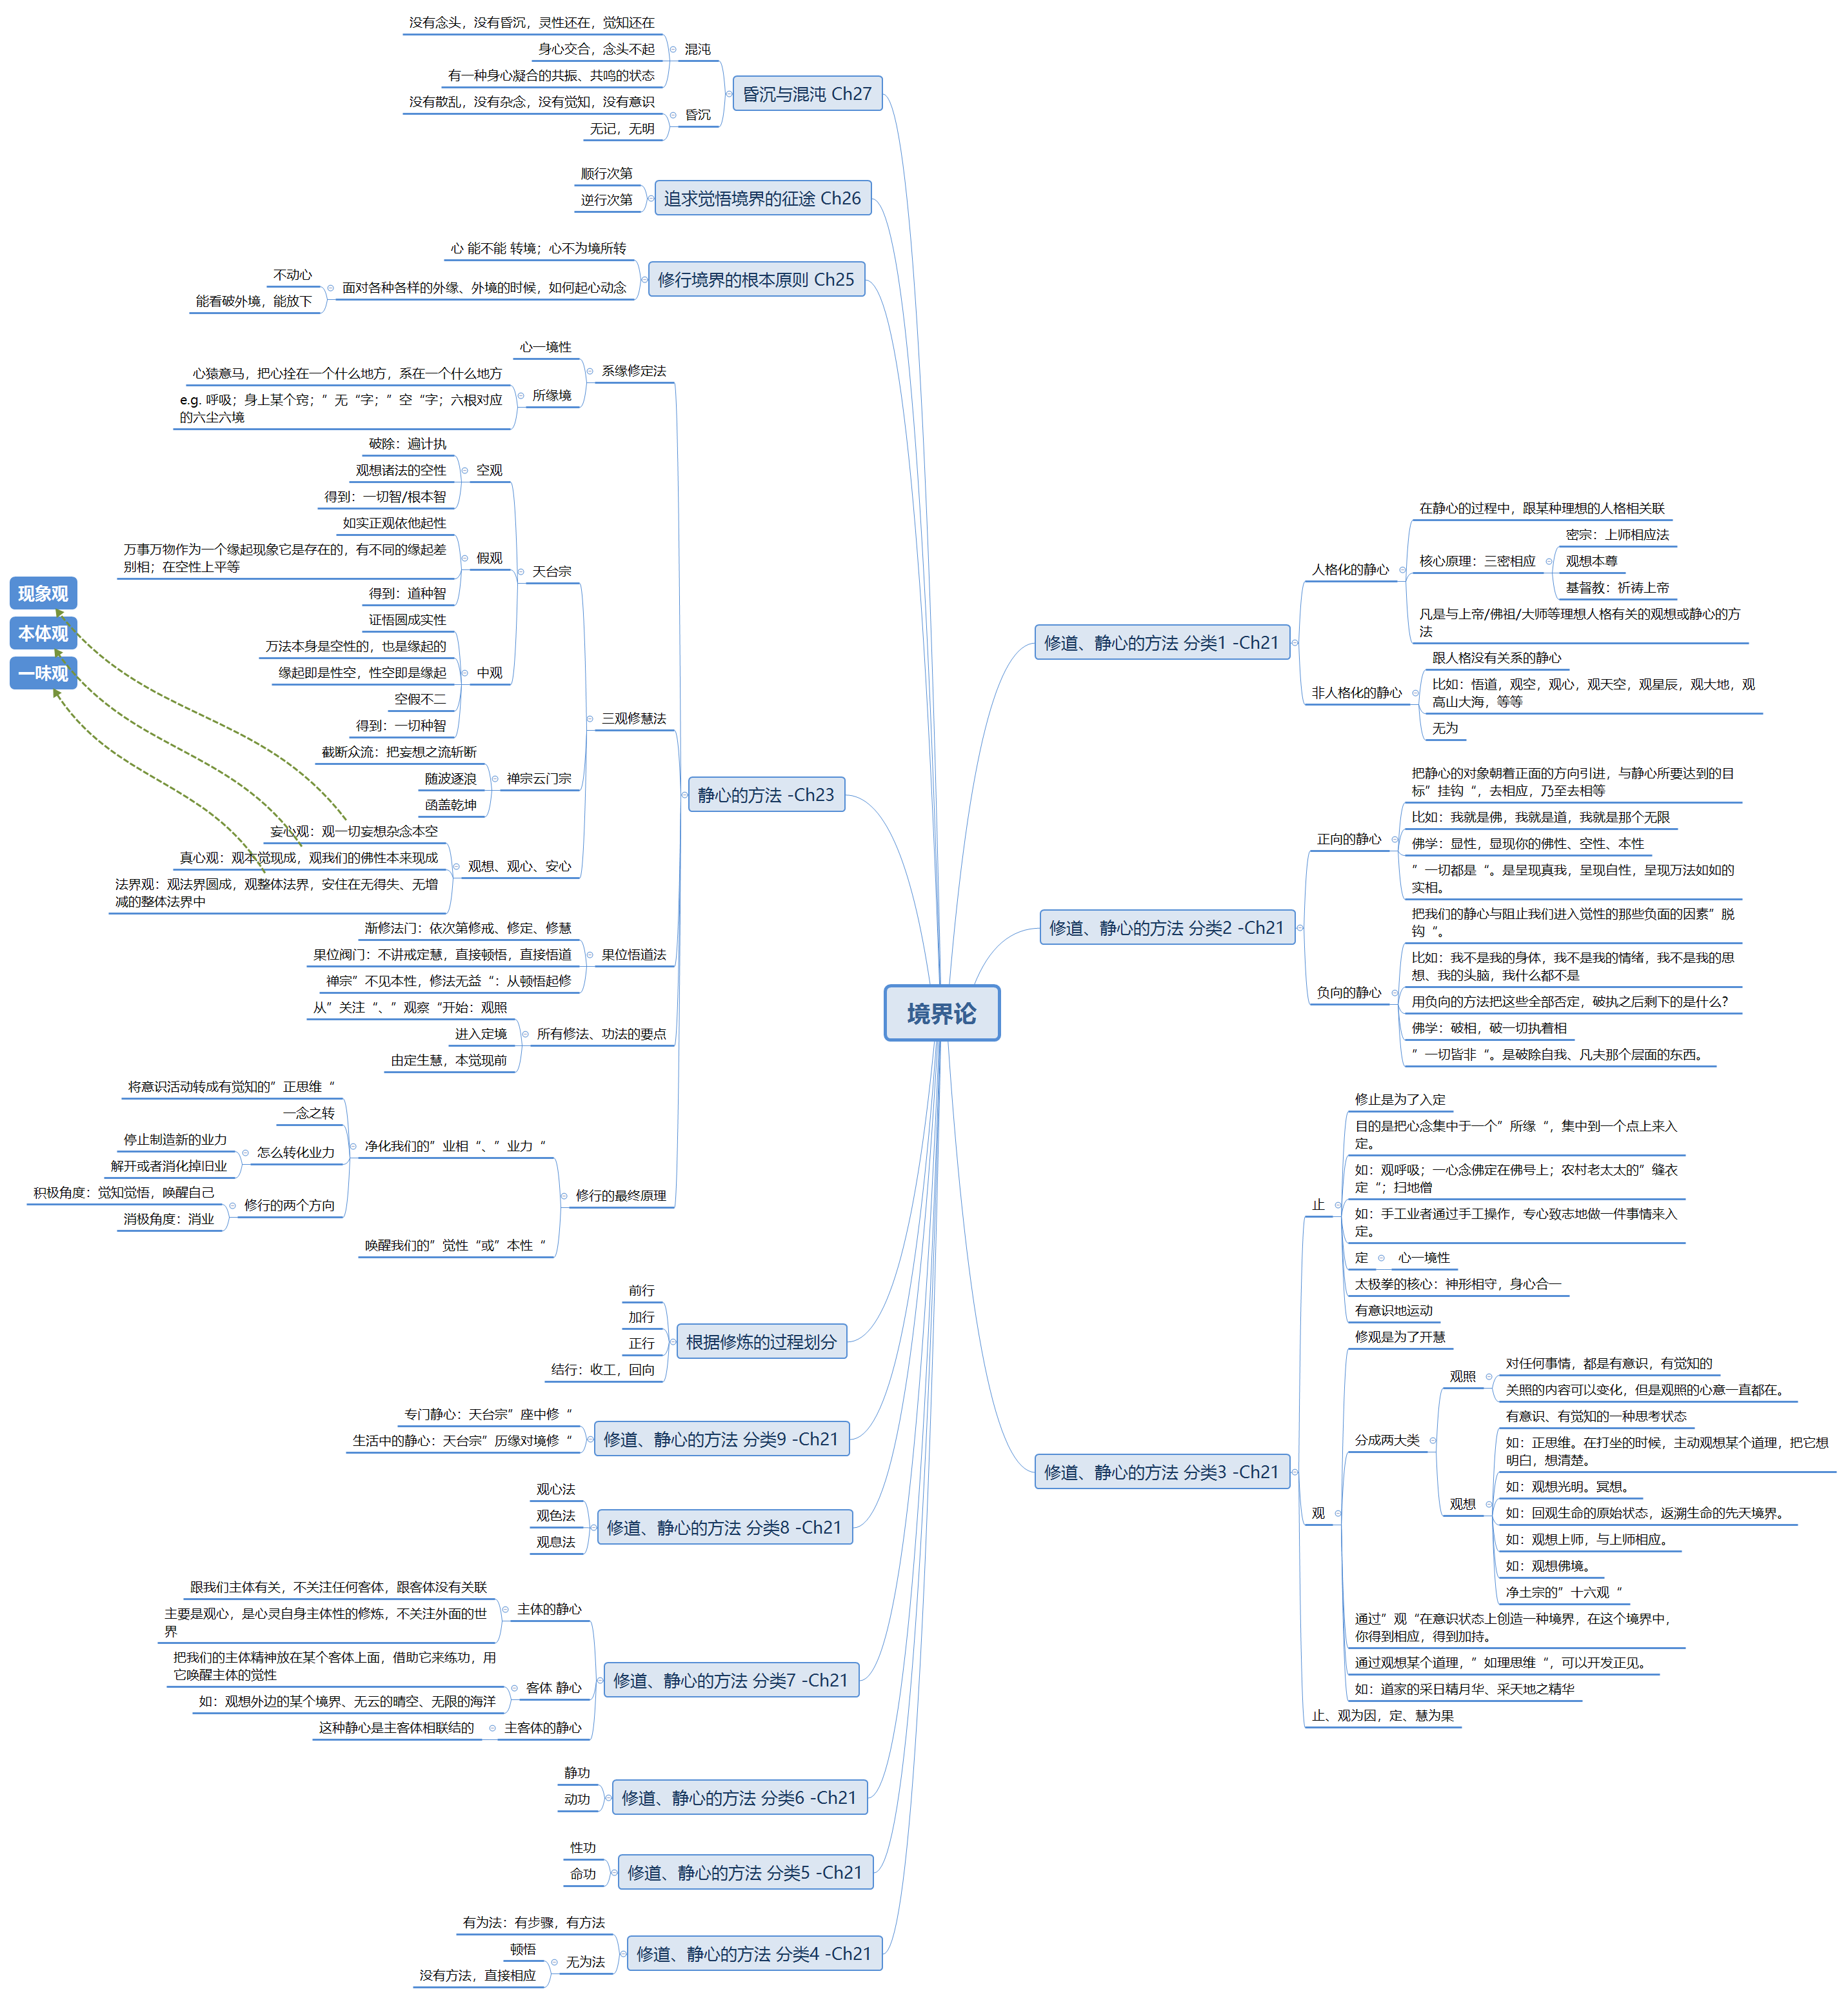 境界论
修道、静心的方法 分类1 -Ch21
人格化的静心
在静心的过程中，跟某种理想的人格相关联
核心原理：三密相应
密宗：上师相应法
观想本尊
基督教：祈祷上帝
凡是与上帝/佛祖/大师等理想人格有关的观想或静心的方
法
非人格化的静心
跟人格没有关系的静心
比如：悟道，观空，观心，观天空，观星辰，观大地，观
高山大海，等等
无为
修道、静心的方法 分类2 -Ch21
正向的静心
把静心的对象朝着正面的方向引进，与静心所要达到的目
标”挂钩“，去相应，乃至去相等
比如：我就是佛，我就是道，我就是那个无限
佛学：显性，显现你的佛性、空性、本性
”一切都是“。是呈现真我，呈现自性，呈现万法如如的
实相。
负向的静心
把我们的静心与阻止我们进入觉性的那些负面的因素”脱
钩“。
比如：我不是我的身体，我不是我的情绪，我不是我的思
想、我的头脑，我什么都不是
用负向的方法把这些全部否定，破执之后剩下的是什么？
佛学：破相，破一切执着相
”一切皆非“。是破除自我、凡夫那个层面的东西。
修道、静心的方法 分类3 -Ch21
止
修止是为了入定
目的是把心念集中于一个”所缘“，集中到一个点上来入
定。
如：观呼吸；一心念佛定在佛号上；农村老太太的”缝衣
定“；扫地僧
如：手工业者通过手工操作，专心致志地做一件事情来入
定。
定
心一境性
太极拳的核心：神形相守，身心合一
有意识地运动
观
修观是为了开慧
分成两大类
观照
对任何事情，都是有意识，有觉知的
关照的内容可以变化，但是观照的心意一直都在。
观想
有意识、有觉知的一种思考状态
如：正思维。在打坐的时候，主动观想某个道理，把它想
明白，想清楚。
如：观想光明。冥想。
如：回观生命的原始状态，返溯生命的先天境界。
如：观想上师，与上师相应。
如：观想佛境。
净土宗的”十六观“
通过”观“在意识状态上创造一种境界，在这个境界中，
你得到相应，得到加持。
通过观想某个道理，”如理思维“，可以开发正见。
如：道家的采日精月华、采天地之精华
止、观为因，定、慧为果
修道、静心的方法 分类4 -Ch21
有为法：有步骤，有方法
无为法
顿悟
没有方法，直接相应
修道、静心的方法 分类5 -Ch21
性功
命功
修道、静心的方法 分类6 -Ch21
静功
动功
修道、静心的方法 分类7 -Ch21
主体的静心
跟我们主体有关，不关注任何客体，跟客体没有关联
主要是观心，是心灵自身主体性的修炼，不关注外面的世
界
客体 静心
把我们的主体精神放在某个客体上面，借助它来练功，用
它唤醒主体的觉性
如：观想外边的某个境界、无云的晴空、无限的海洋
主客体的静心
这种静心是主客体相联结的
修道、静心的方法 分类8 -Ch21
观心法
观色法
观息法
修道、静心的方法 分类9 -Ch21
专门静心：天台宗”座中修“
生活中的静心：天台宗”历缘对境修“
根据修炼的过程划分
前行
加行
正行
结行：收工，回向
静心的方法 -Ch23
系缘修定法
心一境性
所缘境
心猿意马，把心拴在一个什么地方，系在一个什么地方
e.g. 呼吸；身上某个窍；”无“字；”空“字；六根对应
的六尘六境
三观修慧法
天台宗
空观
破除：遍计执
观想诸法的空性
得到：一切智/根本智
假观
如实正观依他起性
万事万物作为一个缘起现象它是存在的，有不同的缘起差
别相；在空性上平等
得到：道种智
中观
证悟圆成实性
万法本身是空性的，也是缘起的
缘起即是性空，性空即是缘起
空假不二
得到：一切种智
禅宗云门宗
截断众流：把妄想之流斩断
随波逐浪
函盖乾坤
观想、观心、安心
妄心观：观一切妄想杂念本空
真心观：观本觉现成，观我们的佛性本来现成
法界观：观法界圆成，观整体法界，安住在无得失、无增
减的整体法界中
现象观
本体观
一味观
果位悟道法
渐修法门：依次第修戒、修定、修慧
果位阀门：不讲戒定慧，直接顿悟，直接悟道
禅宗”不见本性，修法无益“：从顿悟起修
所有修法、功法的要点
从”关注“、”观察“开始：观照
进入定境
由定生慧，本觉现前
修行的最终原理
净化我们的”业相“、”业力“
将意识活动转成有觉知的”正思维“
一念之转
怎么转化业力
停止制造新的业力
解开或者消化掉旧业
修行的两个方向
积极角度：觉知觉悟，唤醒自己
消极角度：消业
唤醒我们的”觉性“或”本性“
修行境界的根本原则 Ch25
心 能不能 转境；心不为境所转
面对各种各样的外缘、外境的时候，如何起心动念
不动心
能看破外境，能放下
追求觉悟境界的征途 Ch26
顺行次第
逆行次第
昏沉与混沌 Ch27
混沌
没有念头，没有昏沉，灵性还在，觉知还在
身心交合，念头不起
有一种身心凝合的共振、共鸣的状态
昏沉
没有散乱，没有杂念，没有觉知，没有意识
无记，无明